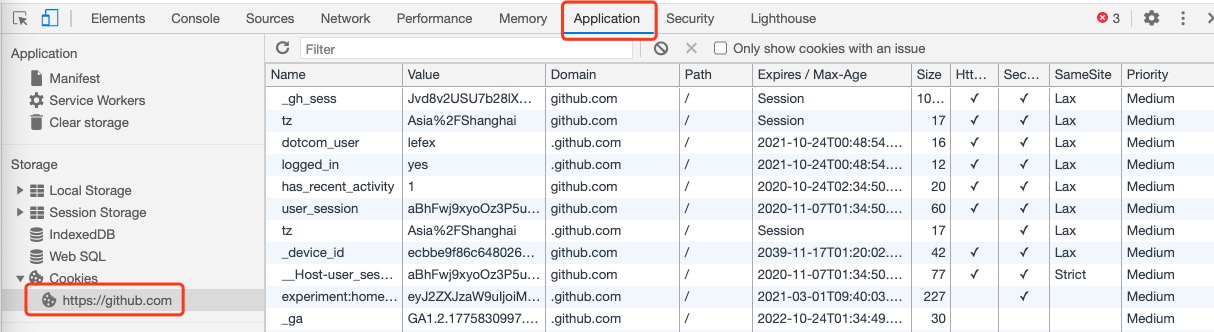 Elements Console Sources Network Performance Memory Application Security Lighthouse 3
Application
Manifest
Service Workers
Clear storage
Storage
Local Storage
Session Storage
IndexedDB
Web SQL
Cookies
https://github.com
Filter Only show cookies with an issue
Name Value Domain Path Expires / Max-Age Size Htt… Sec… SameSite Priority
_gh_sess Jvd8v2USU7b28lX… github.com / Session 10… ✓ ✓ Lax Medium
tz Asia%2FShanghai github.com / Session 17 ✓ ✓ Lax Medium
dotcom_user lefex .github.com / 2021-10-24T00:48:54.… 16 ✓ ✓ Lax Medium
logged_in yes .github.com / 2021-10-24T00:48:54.… 12 ✓ ✓ Lax Medium
has_recent_activity 1 github.com / 2020-10-24T02:34:50.… 20 ✓ ✓ Lax Medium
user_session aBhFwj9xyoOz3P5u… github.com / 2020-11-07T01:34:50.… 60 ✓ ✓ Lax Medium
tz Asia%2FShanghai .github.com / Session 17 ✓ Lax Medium
_device_id ecbbe9f86c648026… github.com / 2039-11-17T01:20:02.… 42 ✓ ✓ Lax Medium
__Host-user_ses… aBhFwj9xyoOz3P5u… github.com / 2020-11-07T01:34:50.… 77 ✓ ✓ Strict Medium
experiment:home… eyJ2ZXJzaW9uIjoiM… .github.com / 2021-03-01T09:40:03.… 227 ✓ Medium
_ga GA1.2.1775830997.… .github.com / 2022-10-24T01:34:49.… 30 Medium